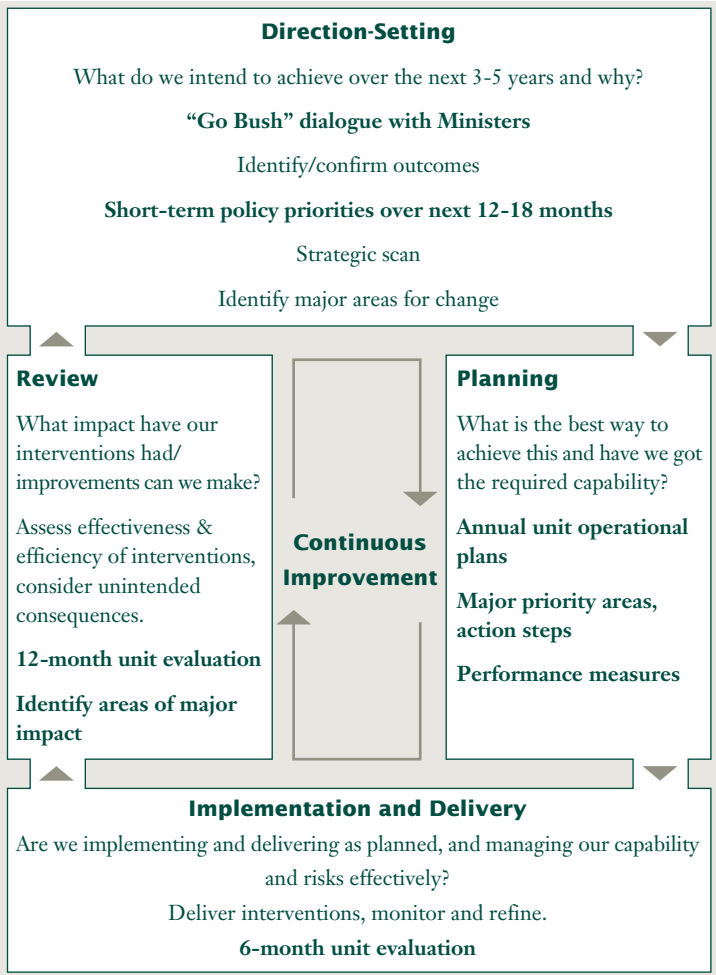 Direction-Setting
What do we intend to achieve over the next 3-5 years and why?
“Go Bush” dialogue with Ministers
Identify/confirm outcomes
Short-term policy priorities over next 12-18 months
Strategic scan
Identify major areas for change
Review
What impact have our
interventions had/
improvements can we make?
Assess effectiveness &
efficiency of interventions,
consider unintended
consequences.
12-month unit evaluation
Identify areas of major
impact
Continuous
Improvement
Planning
What is the best way to
achieve this and have we got
the required capability?
Annual unit operational
plans
Major priority areas,
action steps
Performance measures
Implementation and Delivery
Are we implementing and delivering as planned, and managing our capability
and risks effectively?
Deliver interventions, monitor and refine.
6-month unit evaluation